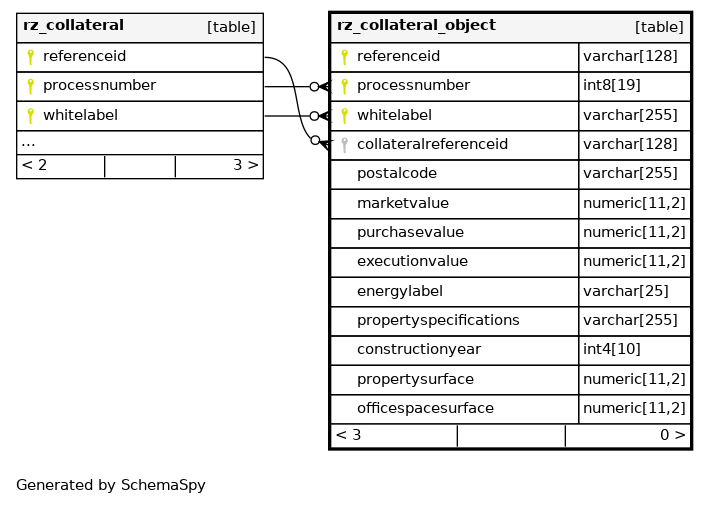 rz_collateral [table]
referenceid
processnumber
whitelabel
...
< 2 3 >
rz_collateral_object [table]
referenceid varchar[128]
processnumber int8[19]
whitelabel varchar[255]
collateralreferenceid varchar[128]
postalcode varchar[255]
marketvalue numeric[11,2]
purchasevalue numeric[11,2]
executionvalue numeric[11,2]
energylabel varchar[25]
propertyspecifications varchar[255]
constructionyear int4[10]
propertysurface numeric[11,2]
officespacesurface numeric[11,2]
< 3 0 >
Generated by SchemaSpy